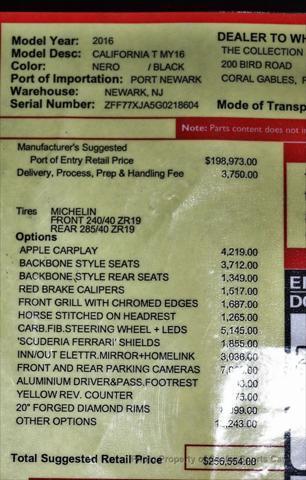 Model Year: 2016
Model Desc: CALIFORNIA T MY16
Color: NERO / BLACK
Port of Importation: PORT NEWARK
Warehouse: NEWARK, NJ
Serial Number: ZFF77XJA5G0218604
DEALER TO WH
THE COLLECTION
200 BIRD ROAD
CORAL GABLES, F
Mode of Transp
Note: Parts content does not in
Manufacturer's Suggested
Port of Entry Retail Price $198,973.00
Delivery, Process, Prep & Handling Fee 3,750.00
Tires MICHELIN
FRONT 240/40 ZR19
REAR 285/40 ZR19
Options
APPLE CARPLAY 4,219.00
BACKBONE STYLE SEATS 3,712.00
BACKBONE STYLE REAR SEATS 1,349.00
RED BRAKE CALIPERS 1,517.00
FRONT GRILL WITH CHROMED EDGES 1,687.00
HORSE STITCHED ON HEADREST 1,265.00
CARB.FIB.STEERING WHEEL + LEDS 5,145.00
'SCUDERIA FERRARI' SHIELDS 1,855.00
INN/OUT ELETTR.MIRROR+HOMELINK 3,036.00
FRONT AND REAR PARKING CAMERAS
ALUMINIUM DRIVER&PASS.FOOTREST
YELLOW REV. COUNTER
20" FORGED DIAMOND RIMS
OTHER OPTIONS
Total Suggested Retail Price $256,554.00